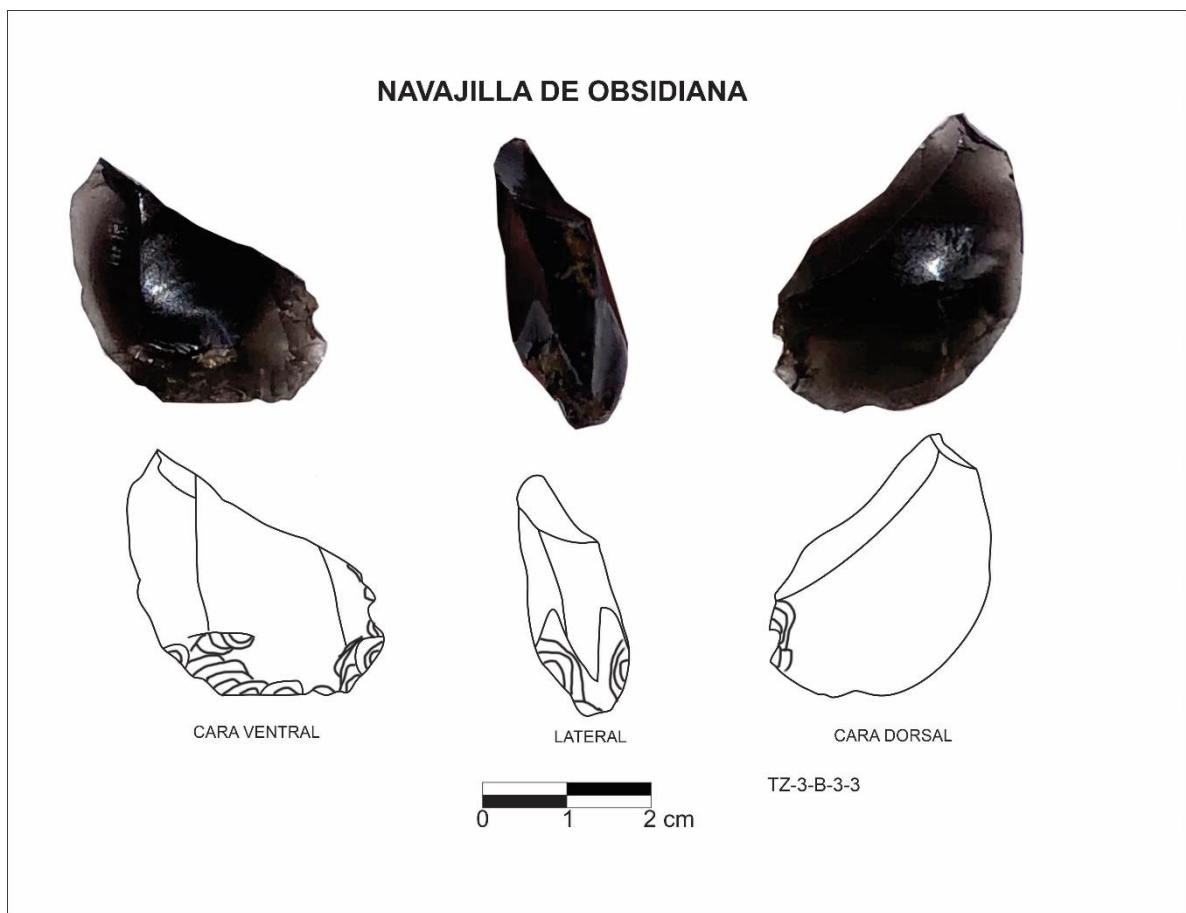 NAVAJILLA DE OBSIDIANA
CARA VENTRAL
LATERAL
CARA DORSAL
TZ-3-B-3-3
0 1 2 cm